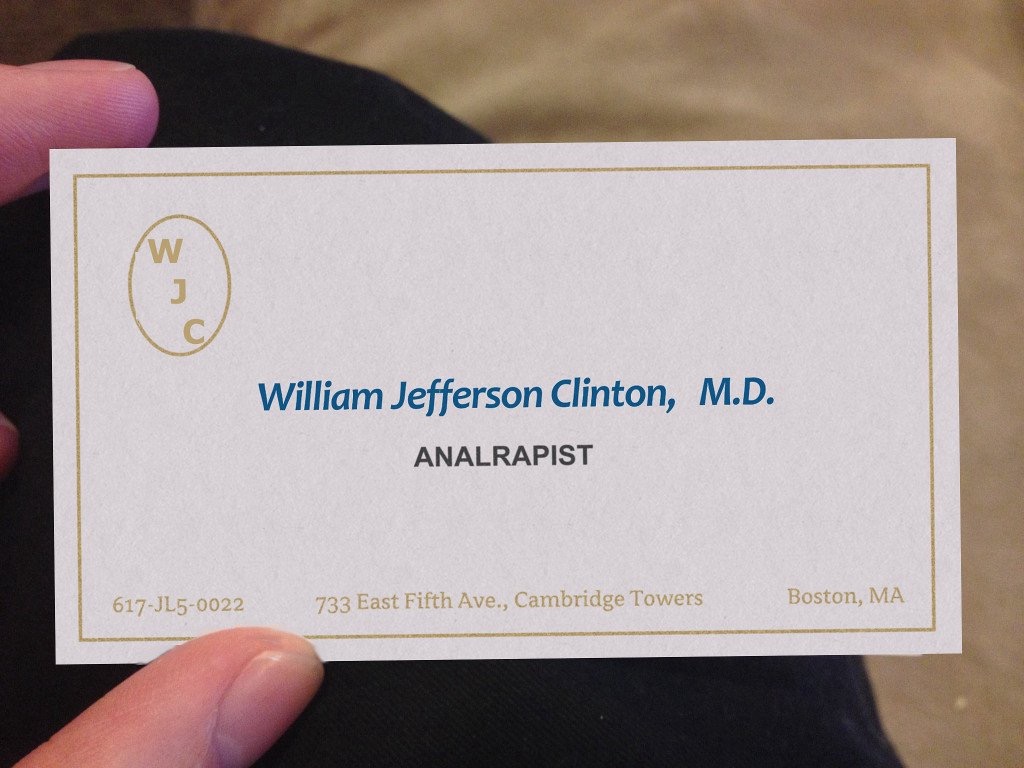 W
J
C
William Jefferson Clinton, M.D.
ANALRAPIST
617-JL5-0022 733 East Fifth Ave., Cambridge Towers Boston, MA